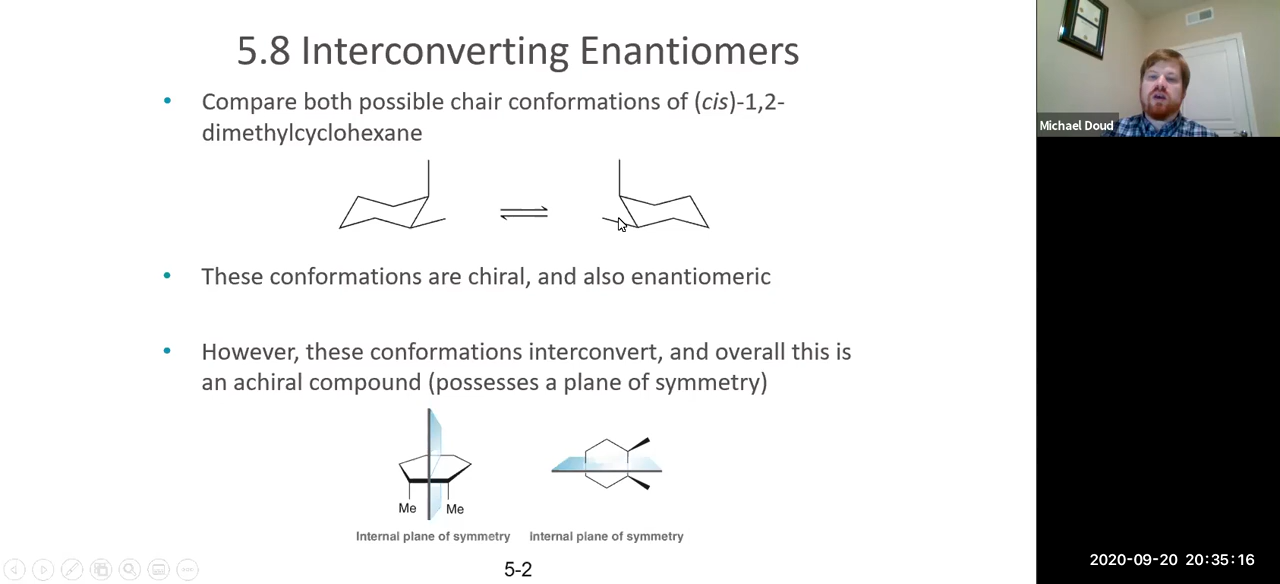 5.8 Interconverting Enantiomers
• Compare both possible chair conformations of (cis)-1,2-
dimethylcyclohexane
• These conformations are chiral, and also enantiomeric
• However, these conformations interconvert, and overall this is
an achiral compound (possesses a plane of symmetry)
Me Me
Internal plane of symmetry Internal plane of symmetry
5-2
Michael Doud
2020-09-20 20:35:16